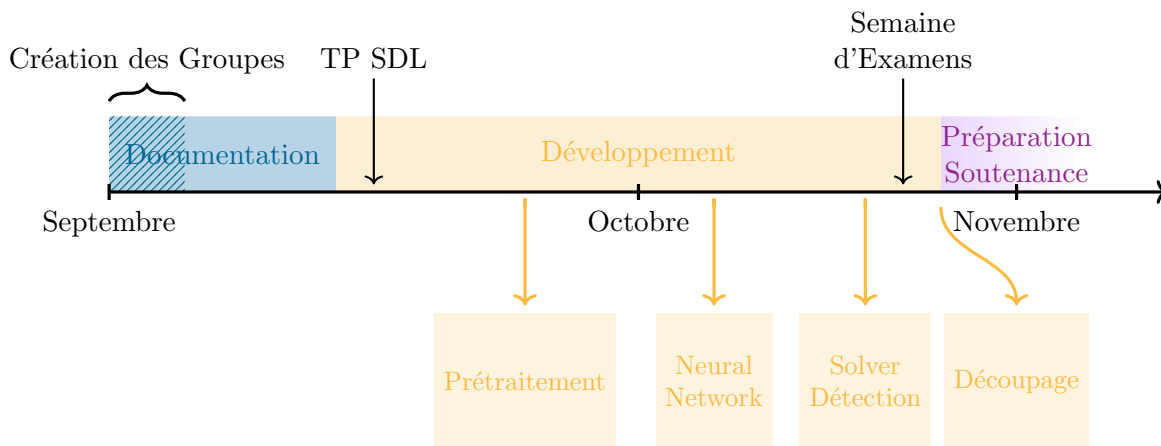 Semaine
d'Examens
Création des Groupes
TP SDL
Documentation
Développement
Préparation
Soutenance
Septembre
Octobre
Novembre
Prétraitement
Neural
Network
Solver
Détection
Découpage